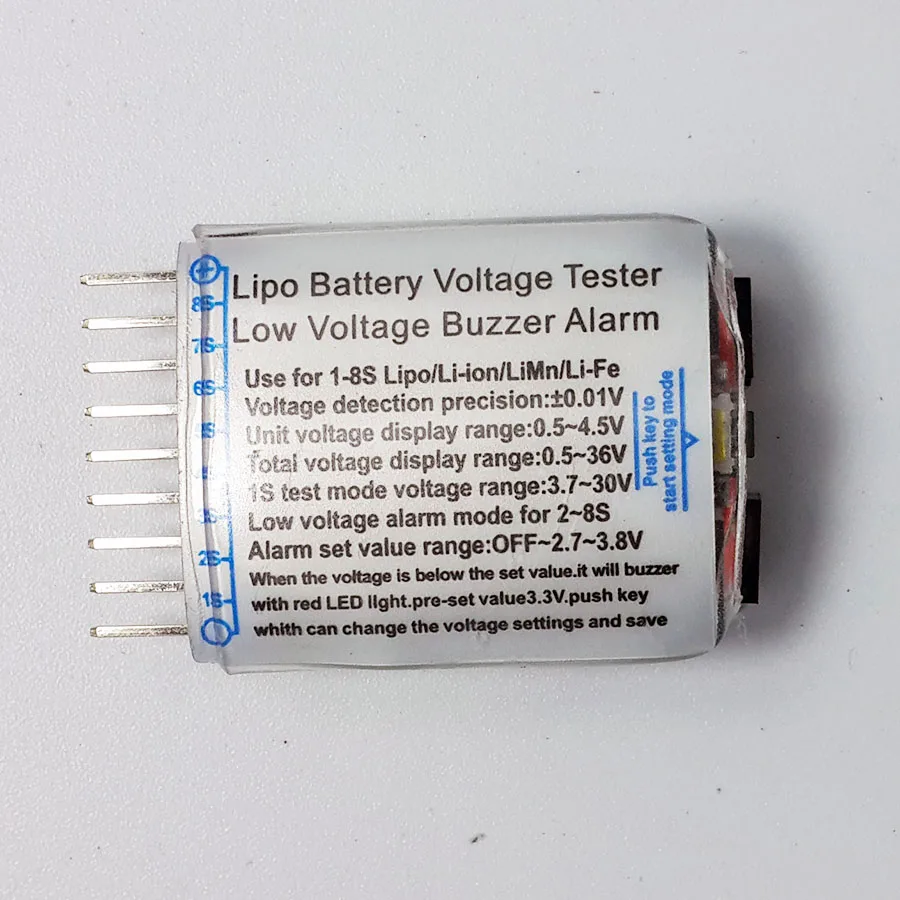 Lipo Battery Voltage Tester
Low Voltage Buzzer Alarm
Use for 1-8S Lipo/Li-ion/LiMn/Li-Fe
Voltage detection precision:±0.01V
Unit voltage display range:0.5~4.5V
Total voltage display range:0.5~36V
1S test mode voltage range:3.7~30V
Low voltage alarm mode for 2~8S
Alarm set value range:OFF~2.7~3.8V
When the voltage is below the set value.it will buzzer
with red LED light.pre-set value3.3V.push key
whith can change the voltage settings and save
Push key to
start setting mode
+
8S
7S
6S
2S
1S